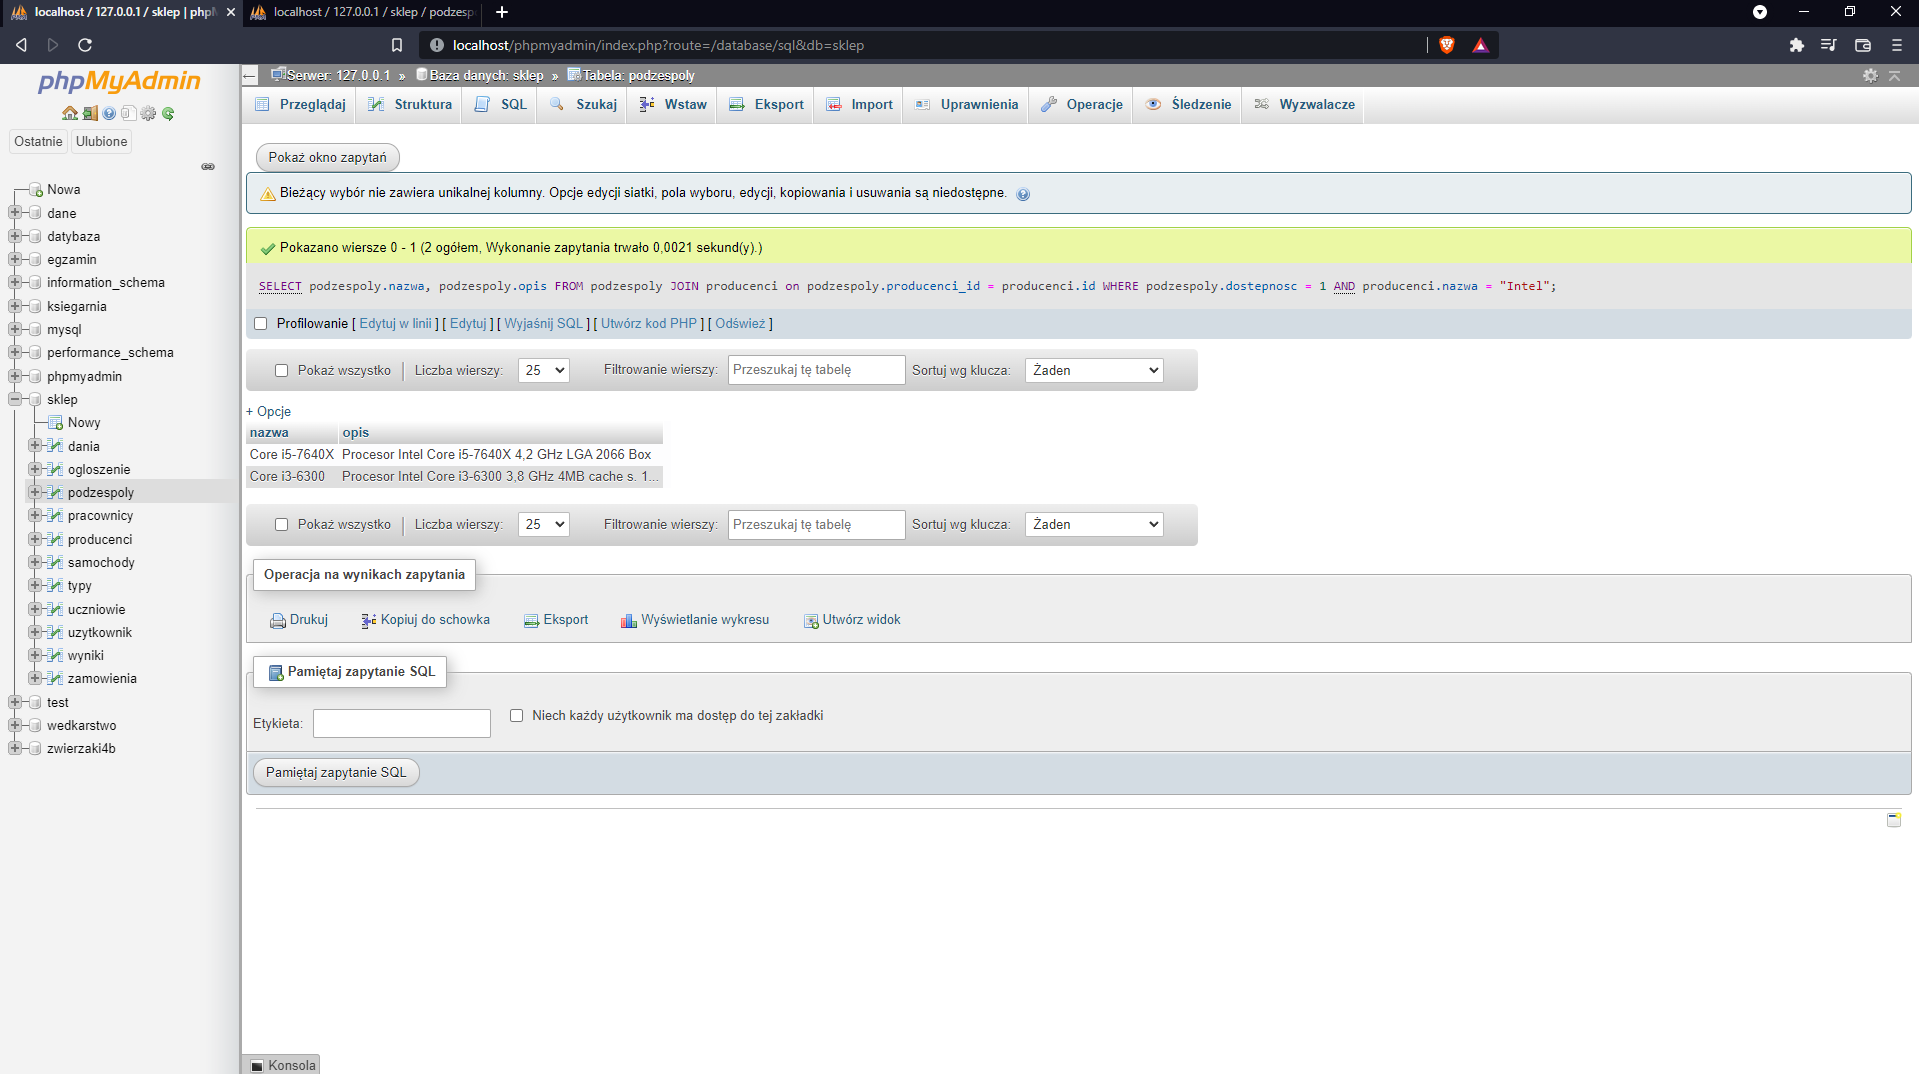 localhost / 127.0.0.1 / sklep | phpM
localhost / 127.0.0.1 / sklep / podzesp
localhost/phpmyadmin/index.php?route=/database/sql&db=sklep
phpMyAdmin
Ostatnie
Ulubione
Nowa
dane
datybaza
egzamin
information_schema
ksiegarnia
mysql
performance_schema
phpmyadmin
sklep
Nowy
dania
ogloszenie
podzespoly
pracownicy
producenci
samochody
typy
uczniowie
uzytkownik
wyniki
zamowienia
test
wedkarstwo
zwierzaki4b
Serwer: 127.0.0.1 » Baza danych: sklep » Tabela: podzespoly
Przeglądaj Struktura SQL Szukaj Wstaw Eksport Import Uprawnienia Operacje Śledzenie Wyzwalacze
Pokaż okno zapytań
Bieżący wybór nie zawiera unikalnej kolumny. Opcje edycji siatki, pola wyboru, edycji, kopiowania i usuwania są niedostępne.
Pokazano wiersze 0 - 1 (2 ogółem, Wykonanie zapytania trwało 0,0021 sekund(y).)
SELECT podzespoly.nazwa, podzespoly.opis FROM podzespoly JOIN producenci on podzespoly.producenci_id = producenci.id WHERE podzespoly.dostepnosc = 1 AND producenci.nazwa = "Intel";
Profilowanie [ Edytuj w linii ] [ Edytuj ] [ Wyjaśnij SQL ] [ Utwórz kod PHP ] [ Odśwież ]
Pokaż wszystko | Liczba wierszy: 25 Filtrowanie wierszy: Przeszukaj tę tabelę Sortuj wg klucza: Żaden
+ Opcje
nazwa opis
Core i5-7640X Procesor Intel Core i5-7640X 4,2 GHz LGA 2066 Box
Core i3-6300 Procesor Intel Core i3-6300 3,8 GHz 4MB cache s. 1...
Pokaż wszystko | Liczba wierszy: 25 Filtrowanie wierszy: Przeszukaj tę tabelę Sortuj wg klucza: Żaden
Operacja na wynikach zapytania
Drukuj Kopiuj do schowka Eksport Wyświetlanie wykresu Utwórz widok
Pamiętaj zapytanie SQL
Etykieta: Niech każdy użytkownik ma dostęp do tej zakładki
Pamiętaj zapytanie SQL
Konsola